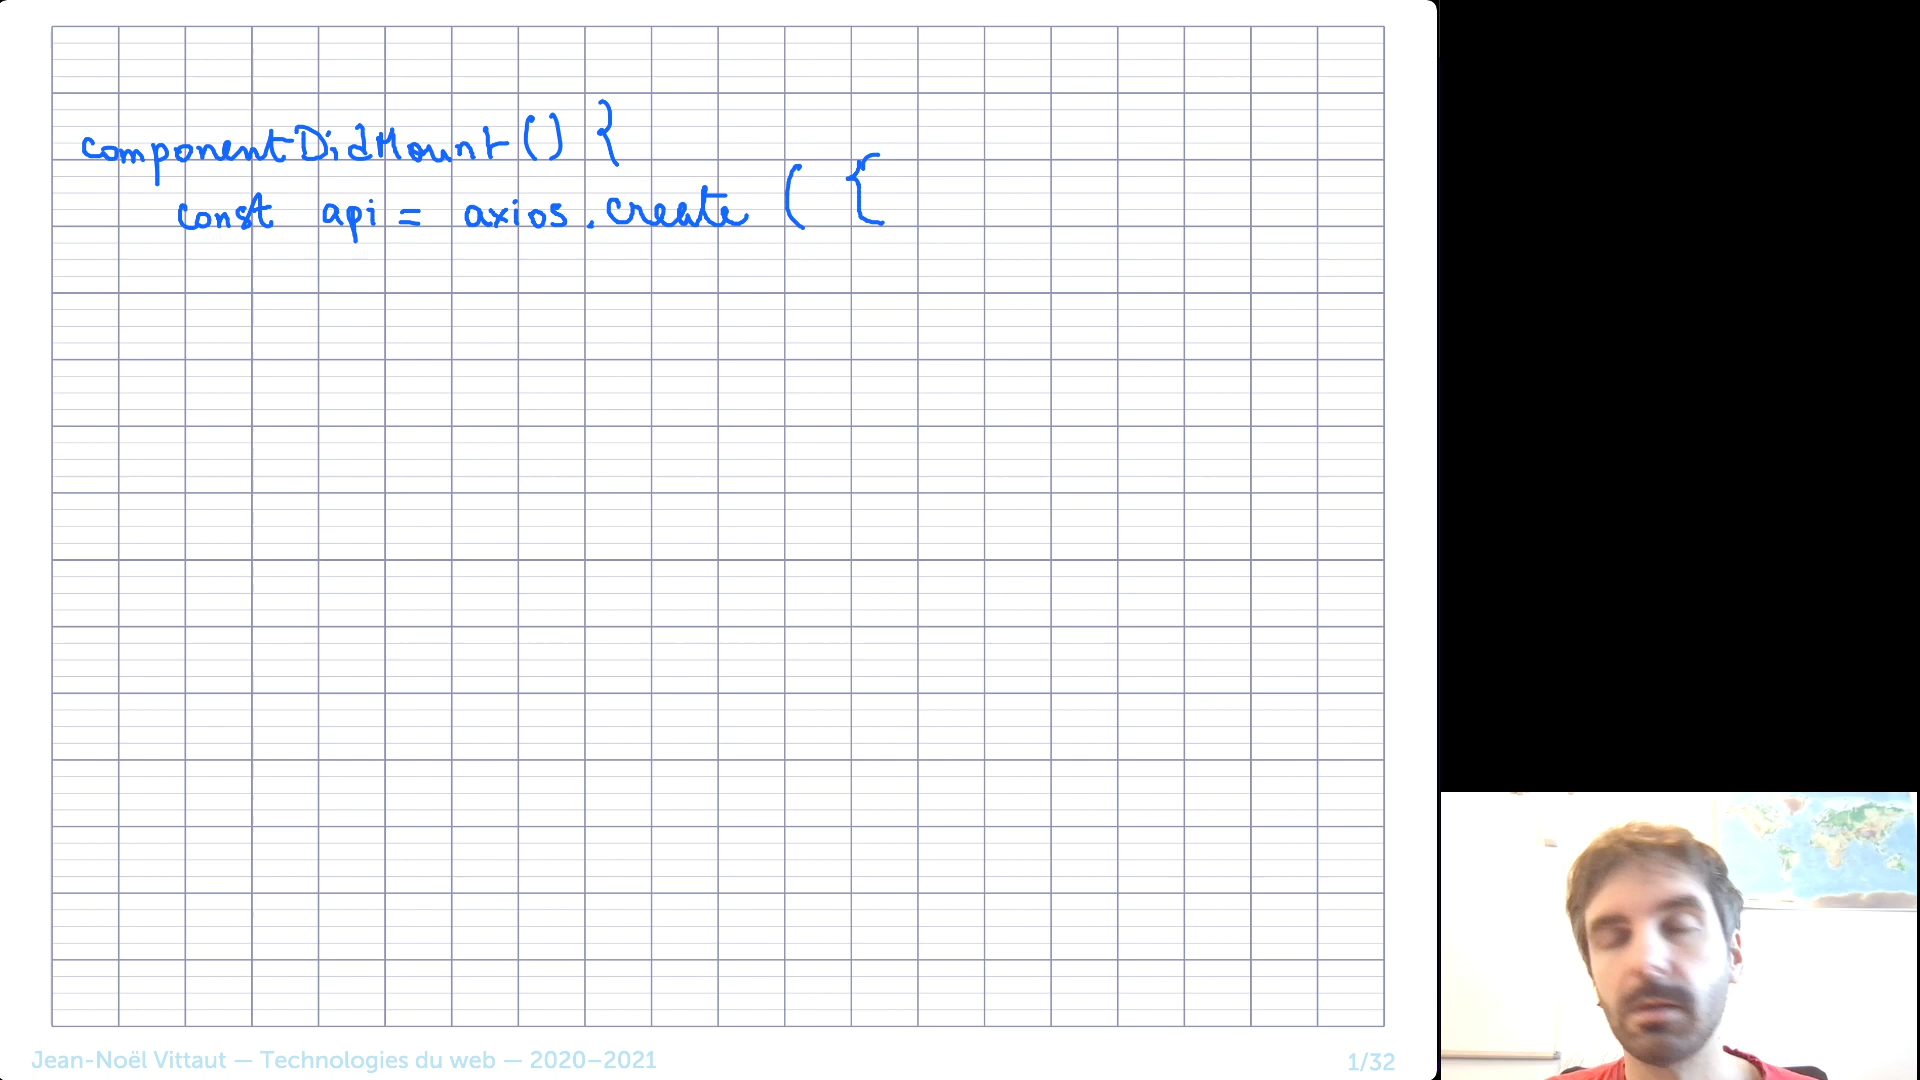 componentDidMount() {
const api = axios.create ( {
Jean-Noël Vittaut — Technologies du web — 2020–2021
1/32